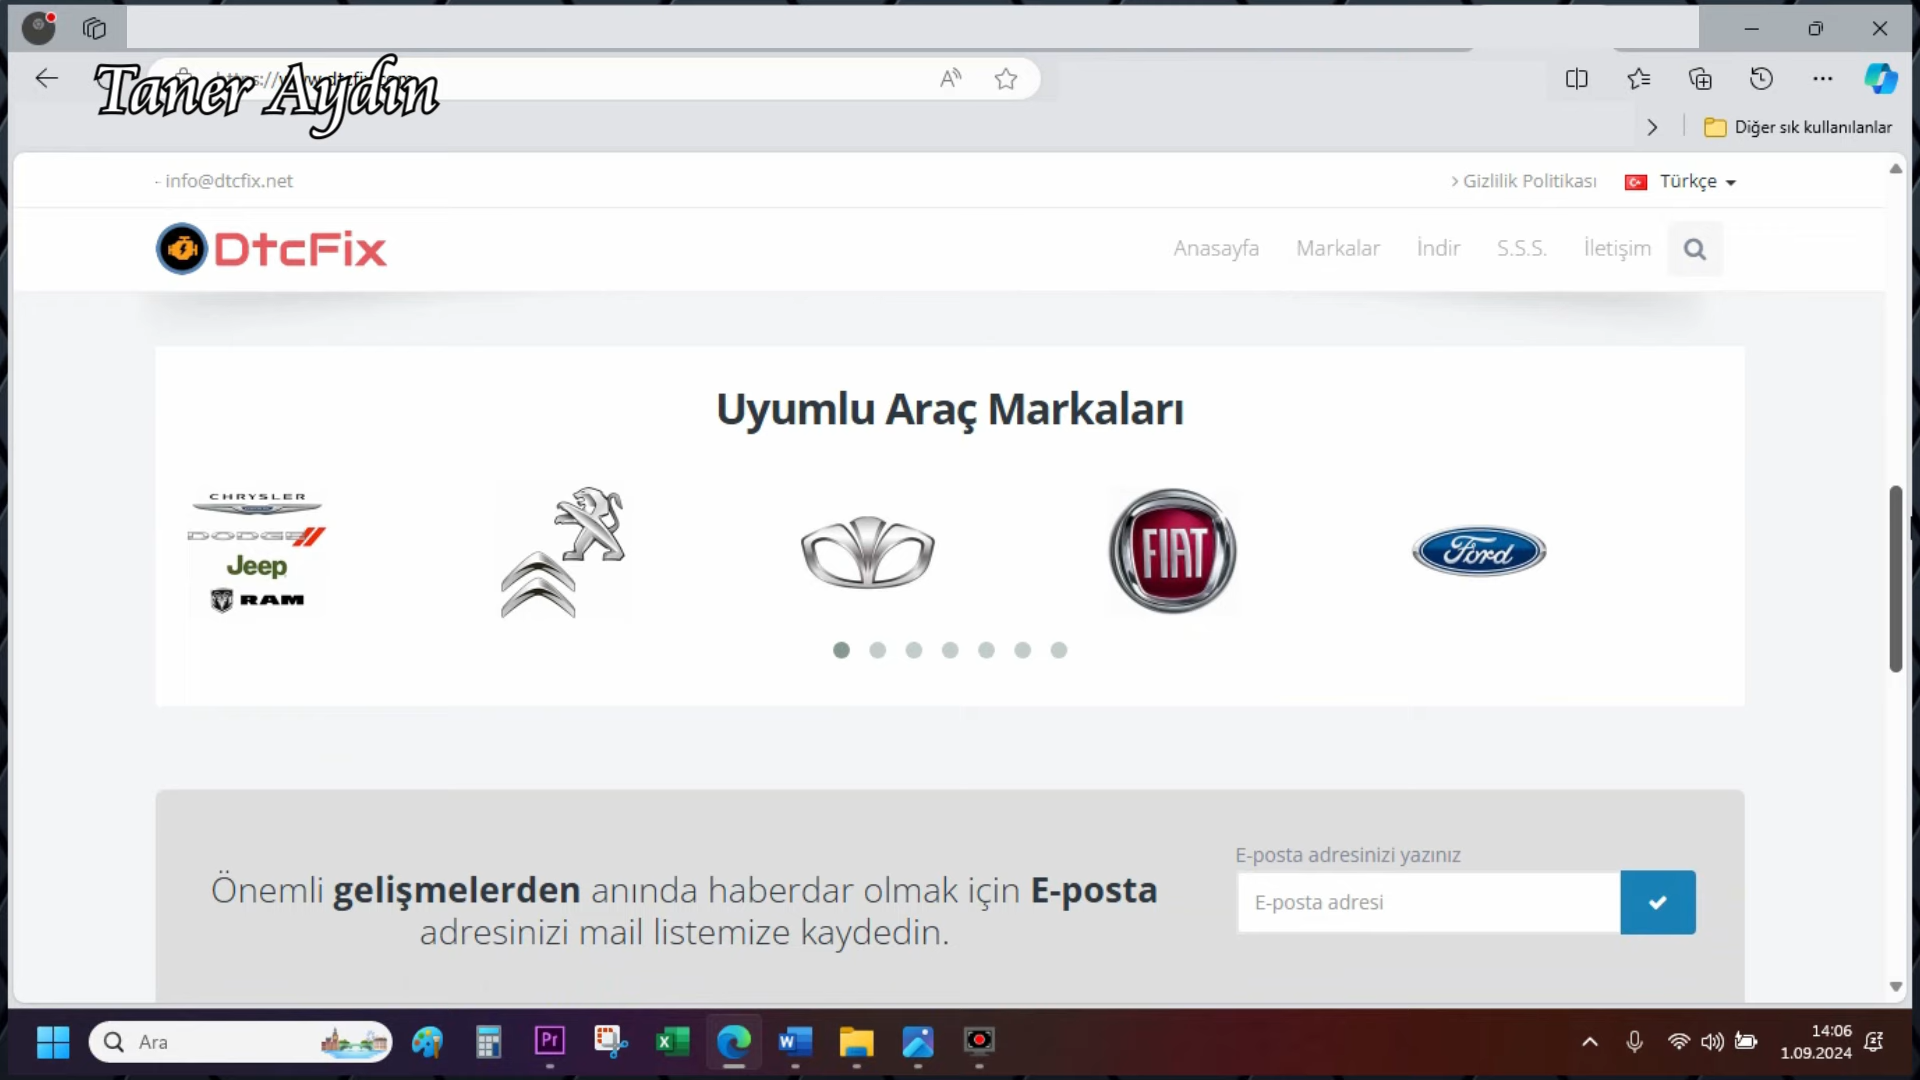 Taner Aydın
Diğer sık kullanılanlar
- info@dtcfix.net
> Gizlilik Politikası
Türkçe
DtcFix
Anasayfa
Markalar
İndir
S.S.S.
İletişim
Uyumlu Araç Markaları
CHRYSLER
DODGE
Jeep
RAM
FIAT
Ford
Önemli gelişmelerden anında haberdar olmak için E-posta
adresinizi mail listemize kaydedin.
E-posta adresinizi yazınız
E-posta adresi
Ara
Pr
14:06
1.09.2024